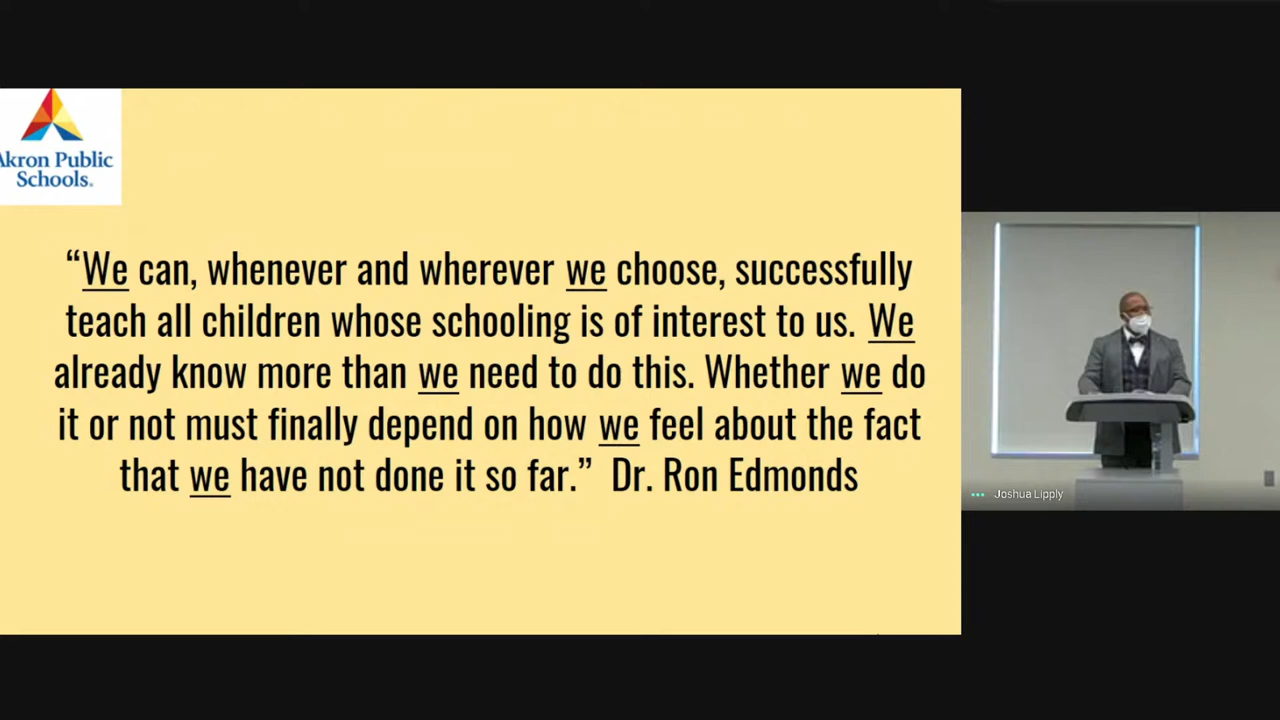 Akron Public
Schools.
“We can, whenever and wherever we choose, successfully
teach all children whose schooling is of interest to us. We
already know more than we need to do this. Whether we do
it or not must finally depend on how we feel about the fact
that we have not done it so far.” Dr. Ron Edmonds
Joshua Lipply